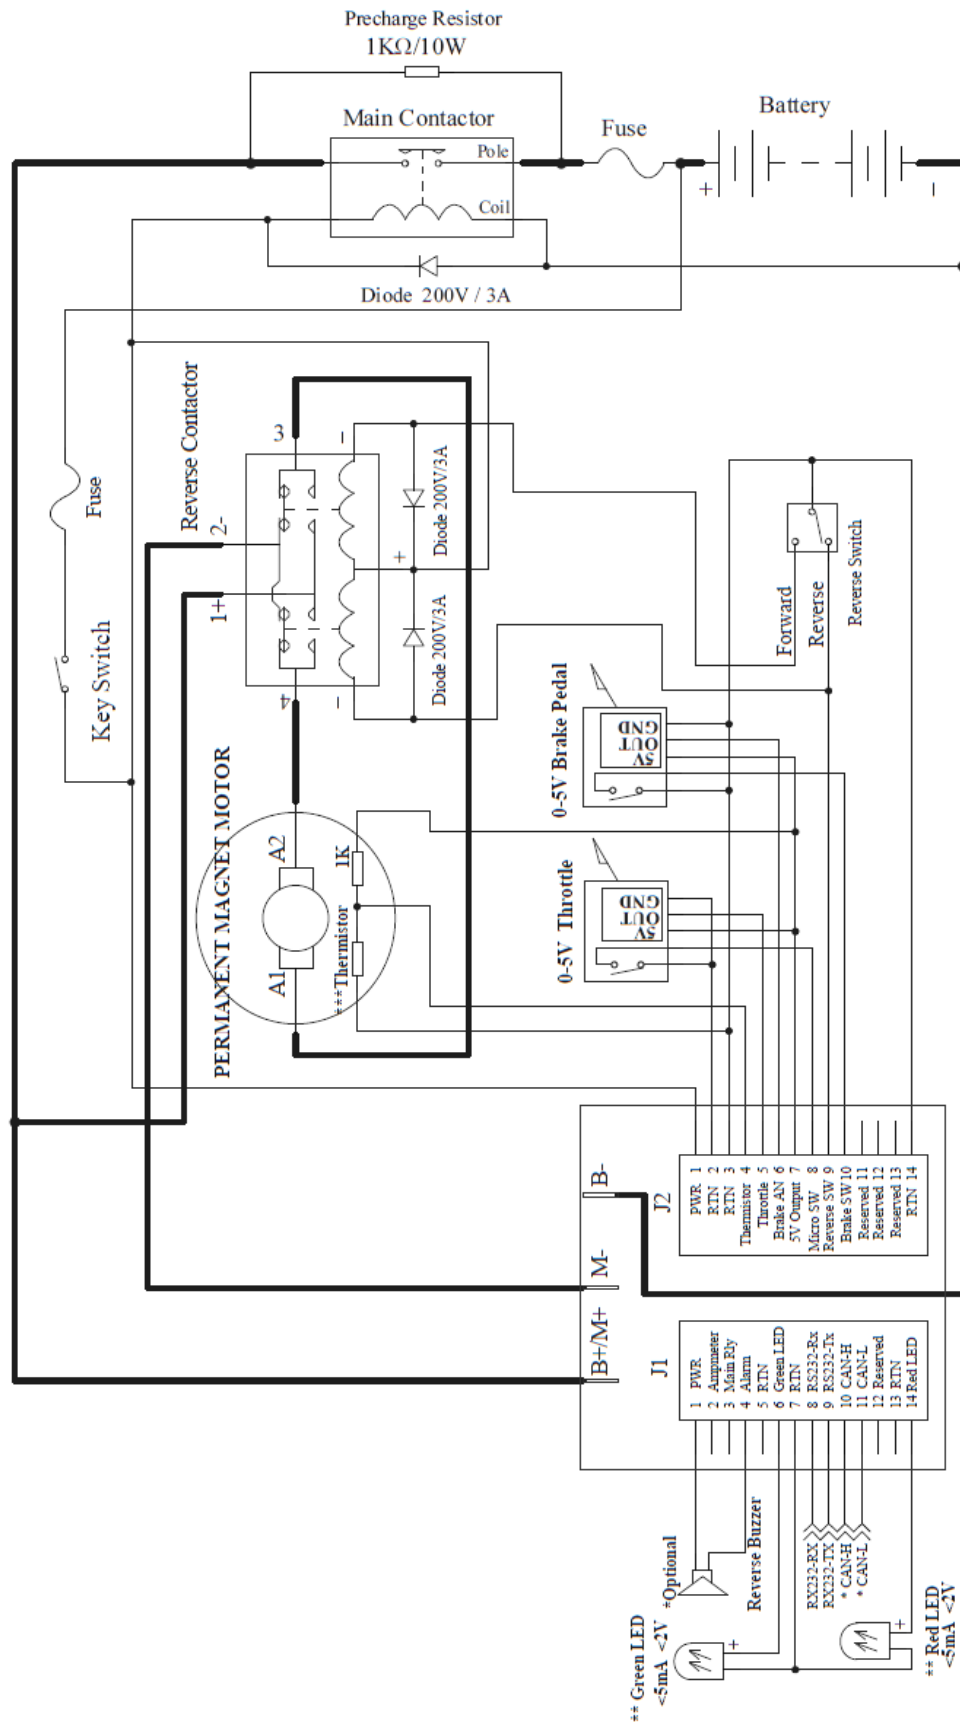 Precharge Resistor
1KΩ/10W
Main Contactor
Pole
Coil
Fuse
Battery
+
-
Diode 200V / 3A
Reverse Contactor
3
2-
1+
4
-
+
-
Diode 200V/3A
Diode 200V/3A
Fuse
Key Switch
PERMANENT MAGNET MOTOR
A2
A1
1K
***Thermistor
Forward
Reverse
Reverse Switch
0-5V Brake Pedal
GND
OUT
5V
0-5V Throttle
GND
OUT
5V
B-
M-
B+/M+
J2
PWR 1
RTN 2
RTN 3
Thermistor 4
Throttle 5
Brake AN 6
5V Output 7
Micro SW 8
Reverse SW 9
Brake SW 10
Reserved 11
Reserved 12
Reserved 13
RTN 14
J1
1 PWR
2 Ampmeter
3 Main Rly
4 Alarm
5 RTN
6 Green LED
7 RTN
8 RS232-Rx
9 RS232-Tx
10 CAN-H
11 CAN-L
12 Reserved
13 RTN
14 Red LED
*Optional
Reverse Buzzer
RX232-RX
RX232-TX
* CAN-H
* CAN-L
** Green LED
<5mA <2V
+
+
** Red LED
<5mA <2V